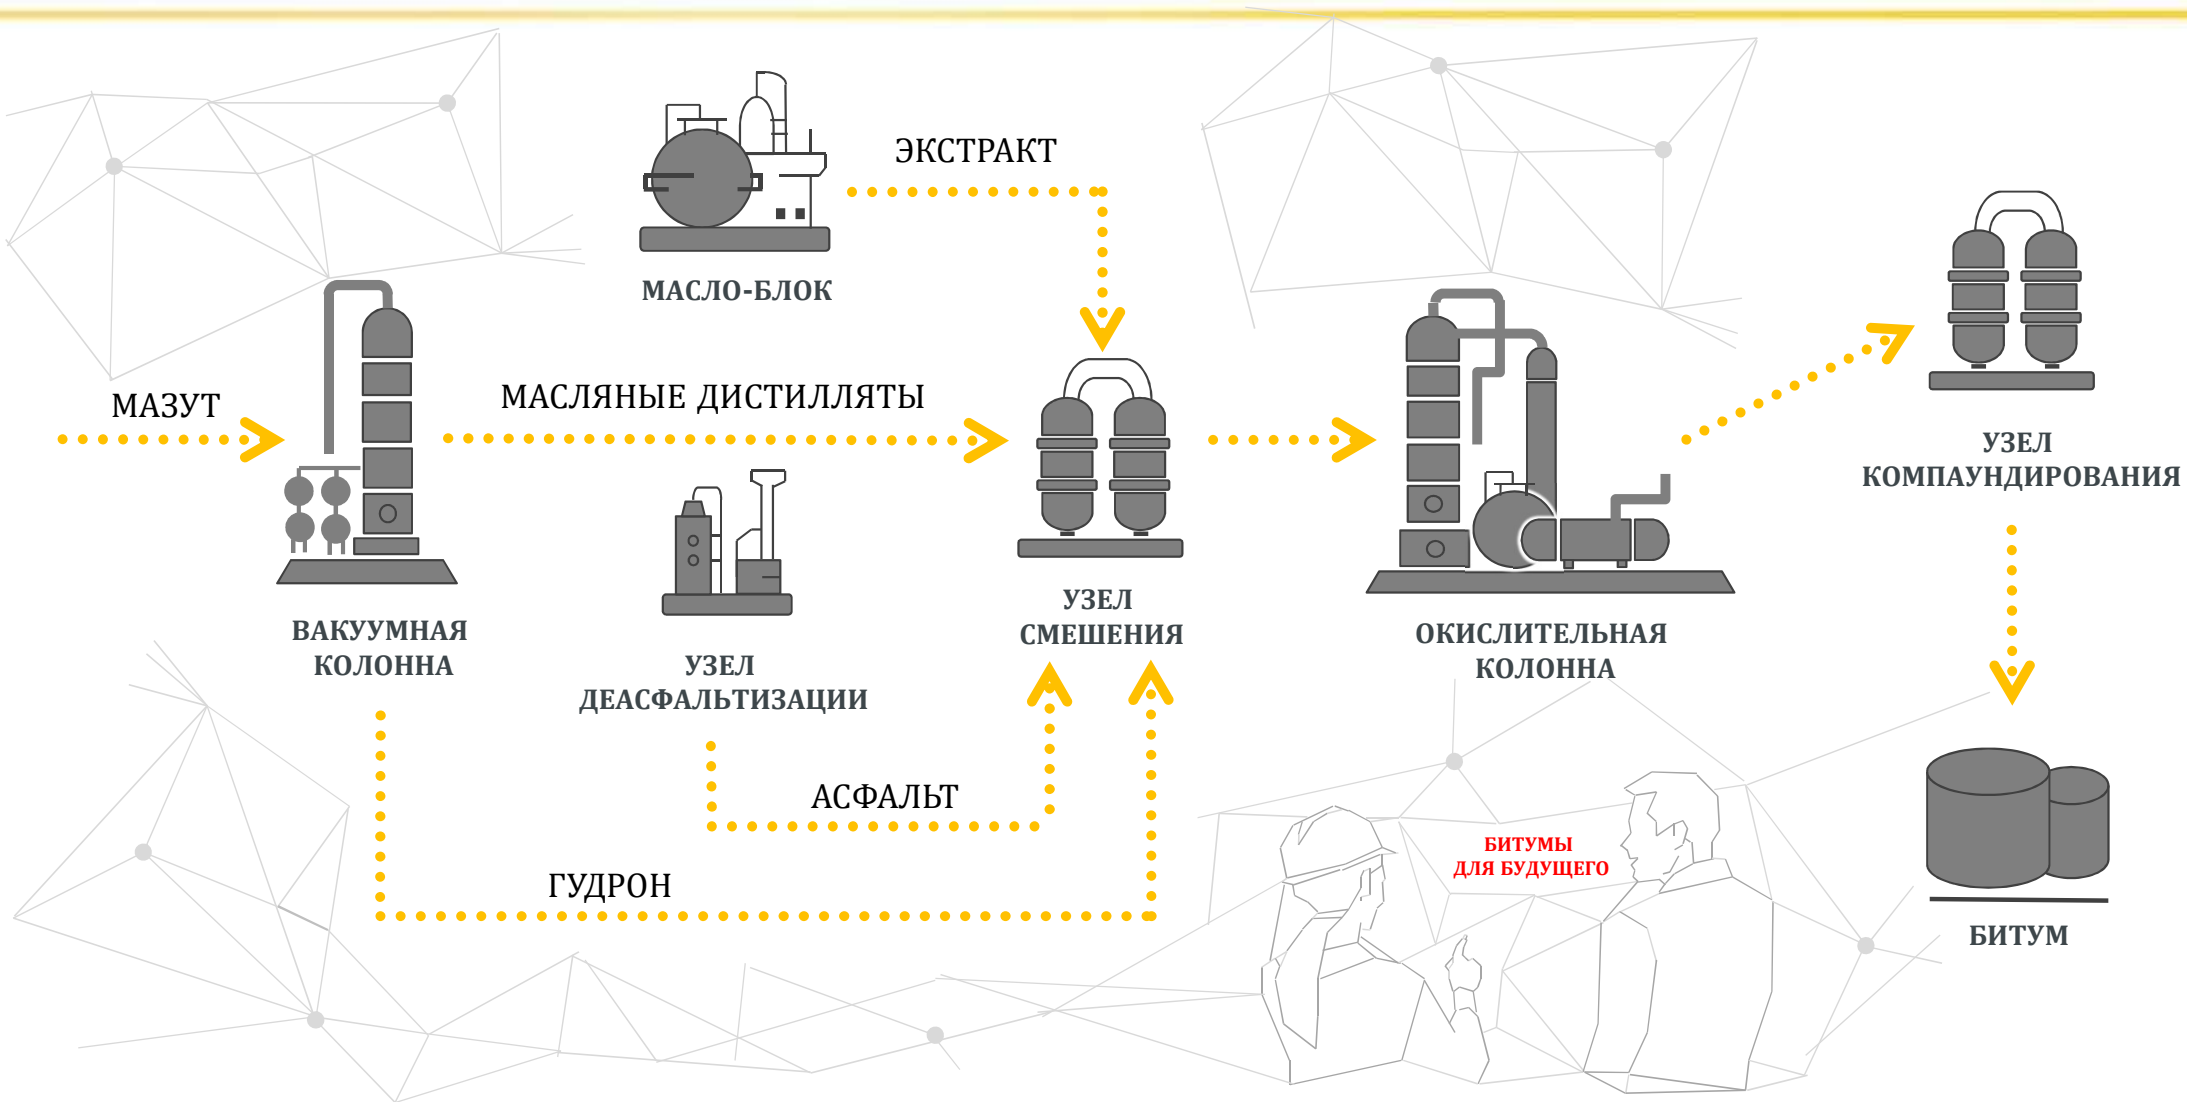 ЭКСТРАКТ
МАСЛО-БЛОК
МАЗУТ
МАСЛЯНЫЕ ДИСТИЛЛЯТЫ
УЗЕЛ
КОМПАУНДИРОВАНИЯ
ВАКУУМНАЯ
КОЛОННА
УЗЕЛ
ДЕАСФАЛЬТИЗАЦИИ
УЗЕЛ
СМЕШЕНИЯ
ОКИСЛИТЕЛЬНАЯ
КОЛОННА
АСФАЛЬТ
ГУДРОН
БИТУМЫ
ДЛЯ БУДУЩЕГО
БИТУМ